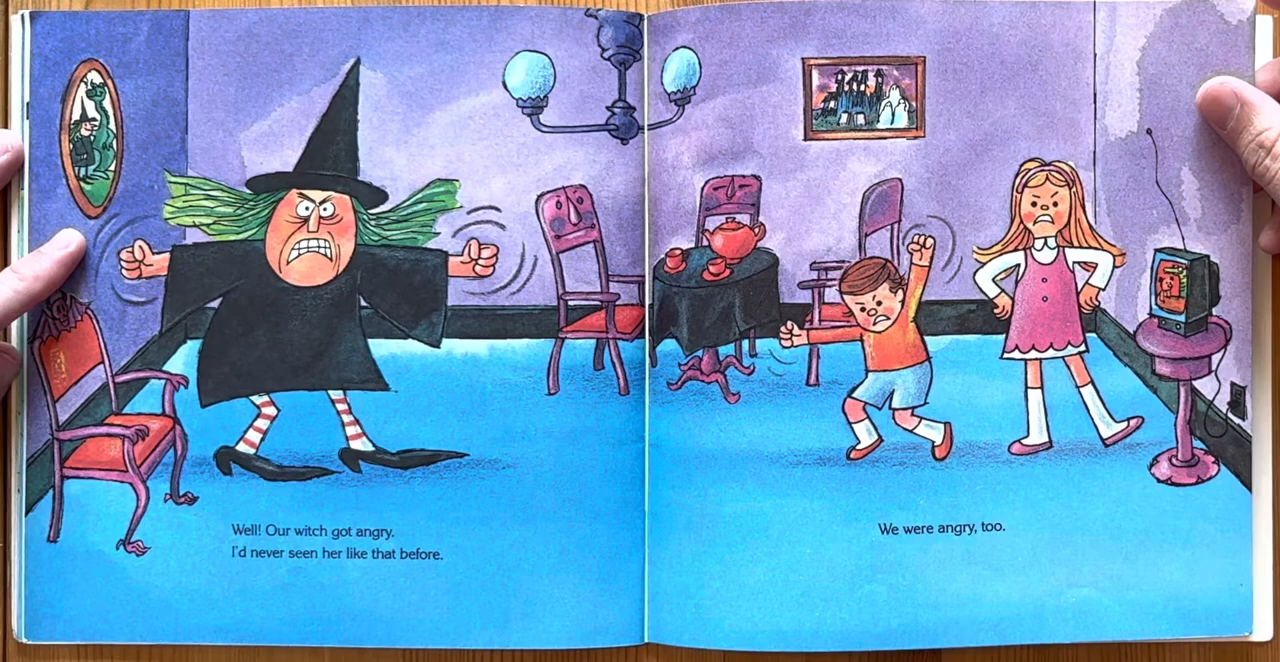 Well! Our witch got angry.
I'd never seen her like that before.
We were angry, too.